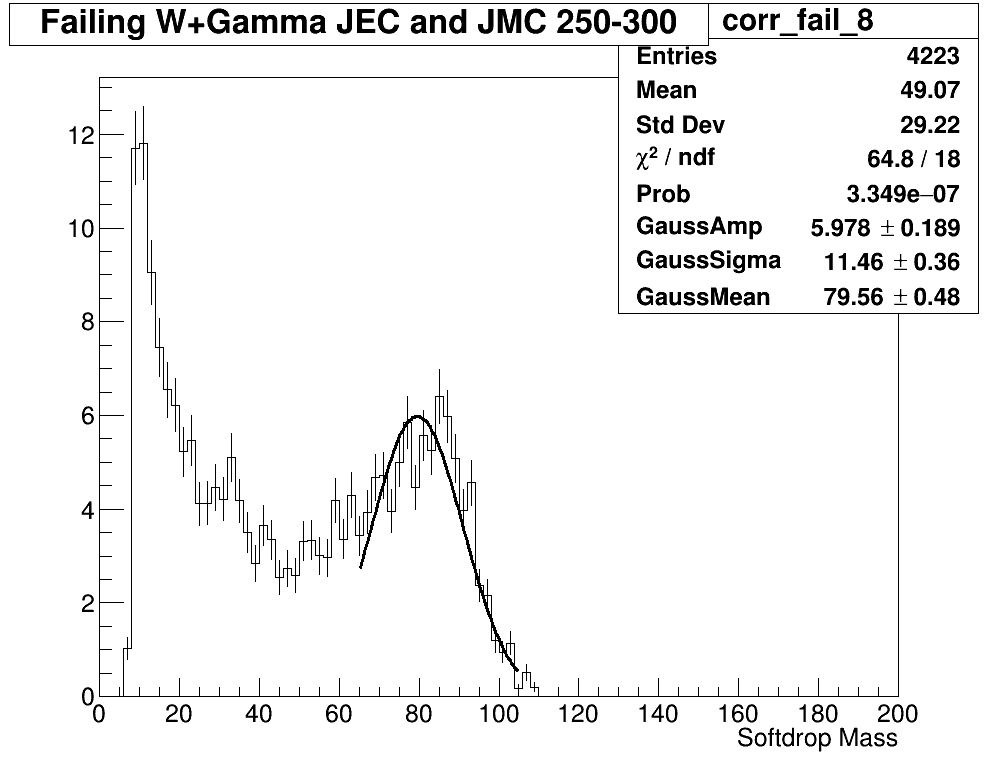 Failing W+Gamma JEC and JMC 250-300
corr_fail_8
Entries 4223
Mean 49.07
Std Dev 29.22
χ² / ndf 64.8 / 18
Prob 3.349e−07
GaussAmp 5.978 ± 0.189
GaussSigma 11.46 ± 0.36
GaussMean 79.56 ± 0.48
12
10
8
6
4
2
0
0 20 40 60 80 100 120 140 160 180 200
Softdrop Mass